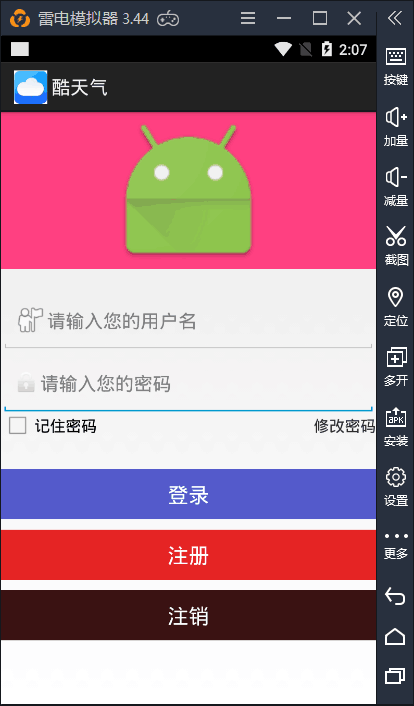 雷电模拟器 3.44
2:07
酷天气
请输入您的用户名
请输入您的密码
记住密码
修改密码
登录
注册
注销
按键
加量
减量
截图
定位
多开
APK
安装
设置
更多